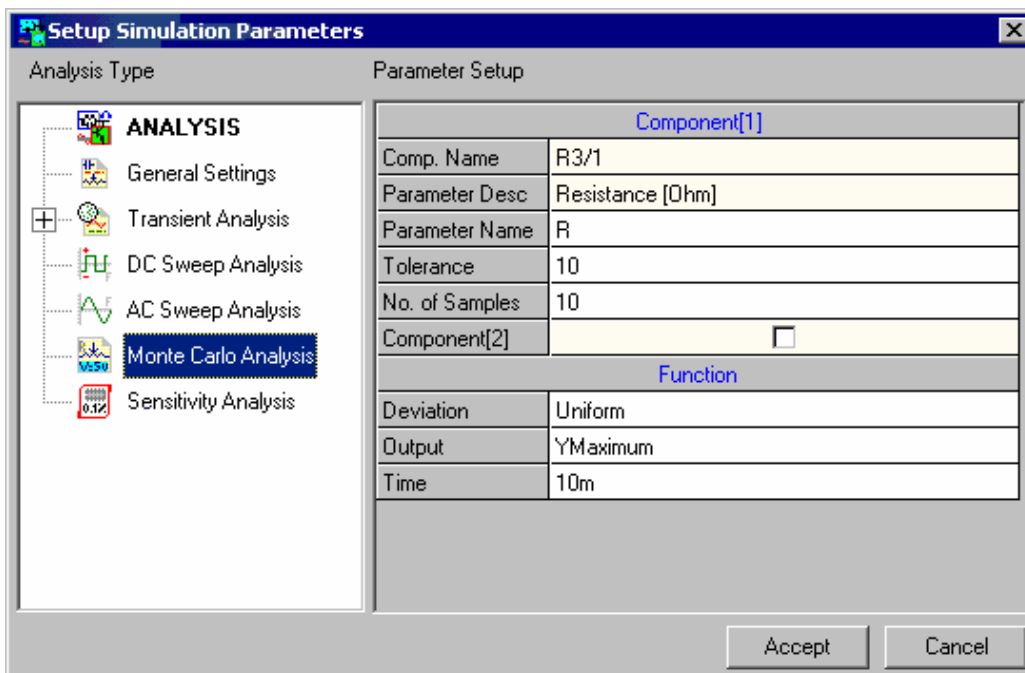 Setup Simulation Parameters
Analysis Type
Parameter Setup
ANALYSIS
General Settings
Transient Analysis
DC Sweep Analysis
AC Sweep Analysis
Monte Carlo Analysis
Sensitivity Analysis
Component[1]
Comp. Name R3/1
Parameter Desc Resistance [Ohm]
Parameter Name R
Tolerance 10
No. of Samples 10
Component[2]
Function
Deviation Uniform
Output YMaximum
Time 10m
Accept Cancel